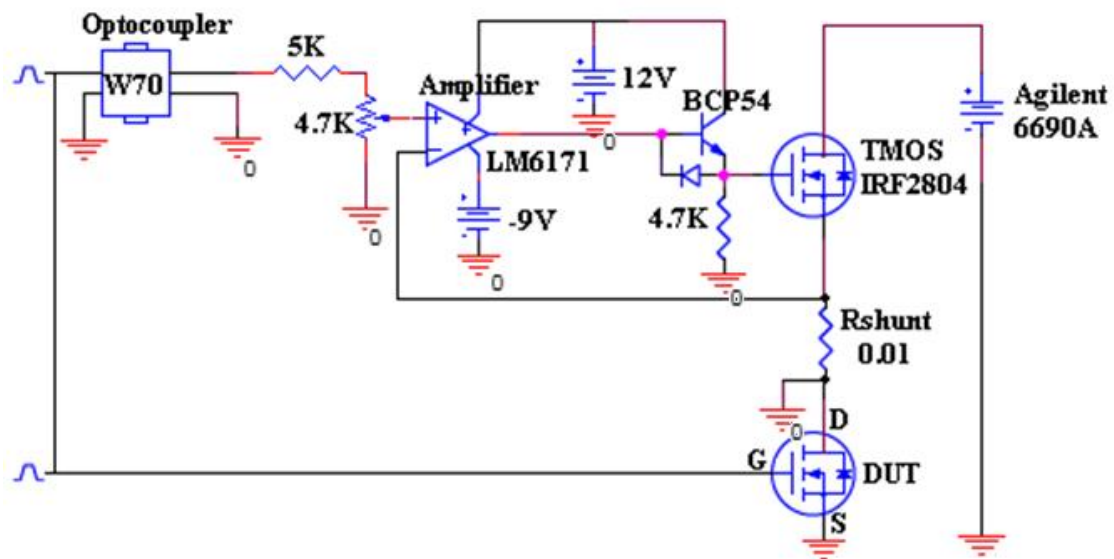 Optocoupler
W70
5K
4.7K
0
0
Amplifier
LM6171
-9V
0
12V
0
BCP54
4.7K
0
TMOS
IRF2804
Agilent
6690A
Rshunt
0.01
0
D
G
DUT
S